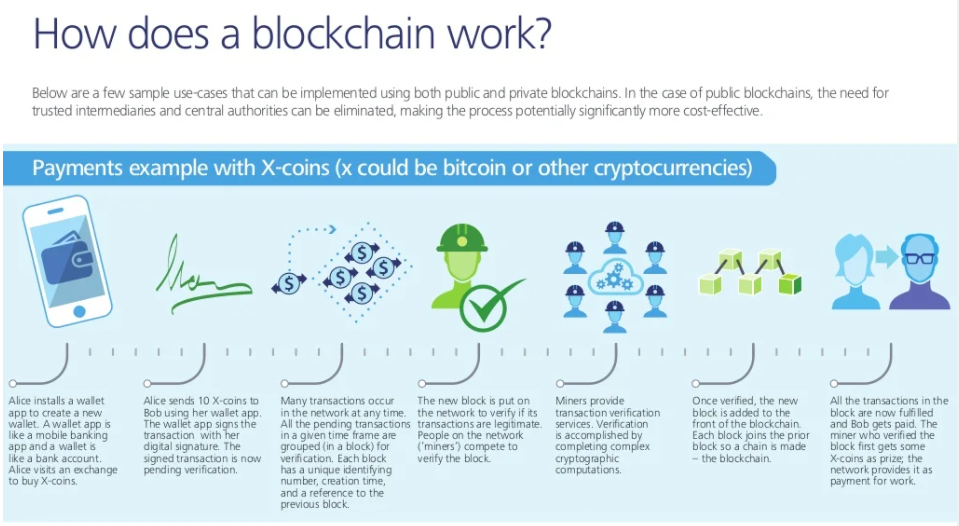 How does a blockchain work?
Below are a few sample use-cases that can be implemented using both public and private blockchains. In the case of public blockchains, the need for
trusted intermediaries and central authorities can be eliminated, making the process potentially significantly more cost-effective.
Payments example with X-coins (x could be bitcoin or other cryptocurrencies)
$
$
$
$
$
Alice installs a wallet
app to create a new
wallet. A wallet app is
like a mobile banking
app and a wallet is
like a bank account.
Alice visits an exchange
to buy X-coins.
Alice sends 10 X-coins to
Bob using her wallet app.
The wallet app signs the
transaction with her
digital signature. The
signed transaction is now
pending verification.
Many transactions occur
in the network at any time.
All the pending transactions
in a given time frame are
grouped (in a block) for
verification. Each block
has a unique identifying
number, creation time,
and a reference to the
previous block.
The new block is put on
the network to verify if its
transactions are legitimate.
People on the network
(‘miners’) compete to
verify the block.
Miners provide
transaction verification
services. Verification
is accomplished by
completing complex
cryptographic
computations.
Once verified, the new
block is added to the
front of the blockchain.
Each block joins the prior
block so a chain is made
– the blockchain.
All the transactions in the
block are now fulfilled
and Bob gets paid. The
miner who verified the
block first gets some
X-coins as prize; the
network provides it as
payment for work.